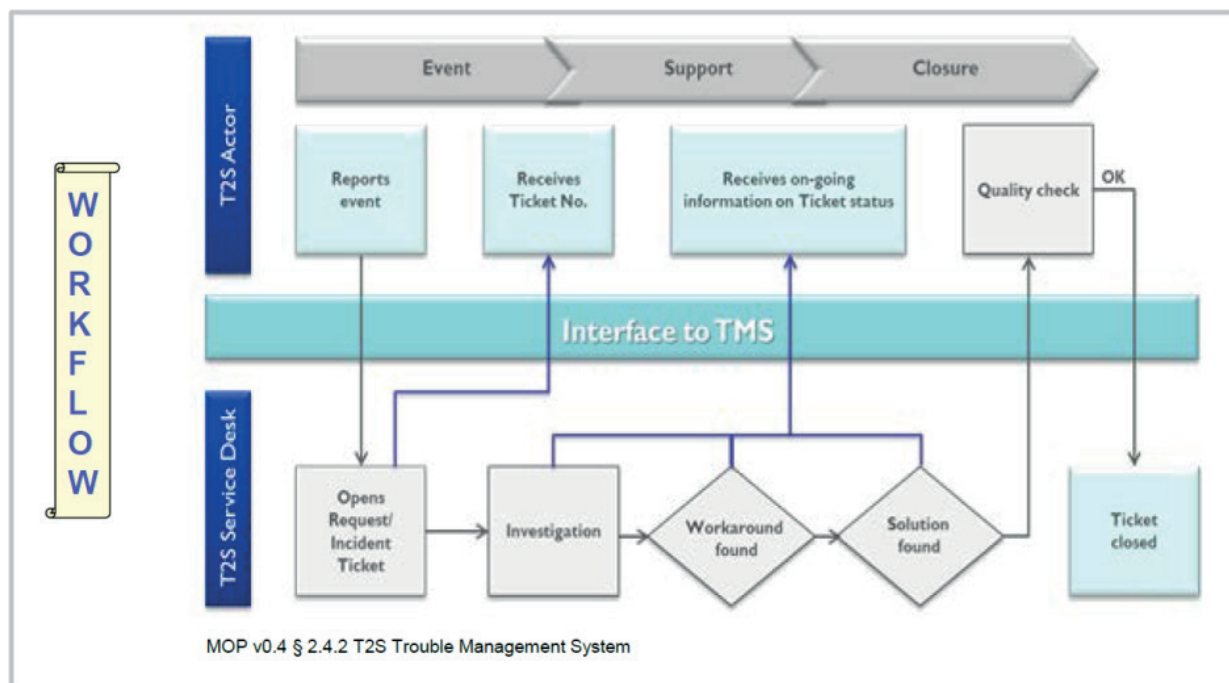 WORKFLOW
T2S Actor
Event
Support
Closure
Reports
event
Receives
Ticket No.
Receives on-going
information on Ticket status
Quality check
OK
Interface to TMS
T2S Service Desk
Opens
Request/
Incident
Ticket
Investigation
Workaround
found
Solution
found
Ticket
closed
MOP v0.4 § 2.4.2 T2S Trouble Management System